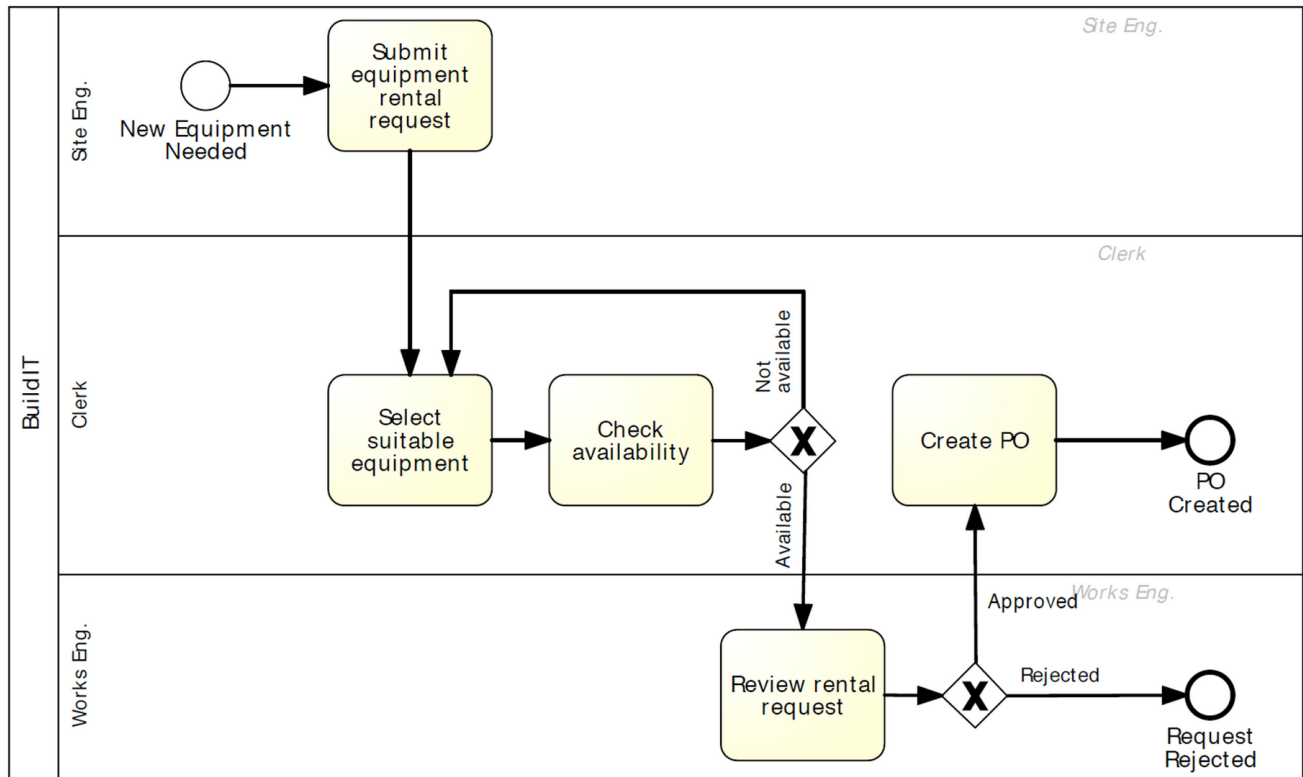 BuildIT
Site Eng.
Site Eng.
New Equipment
Needed
Submit
equipment
rental
request
Clerk
Clerk
Select
suitable
equipment
Check
availability
Not
available
Available
Create PO
PO
Created
Works Eng.
Works Eng.
Review rental
request
Approved
Rejected
Request
Rejected